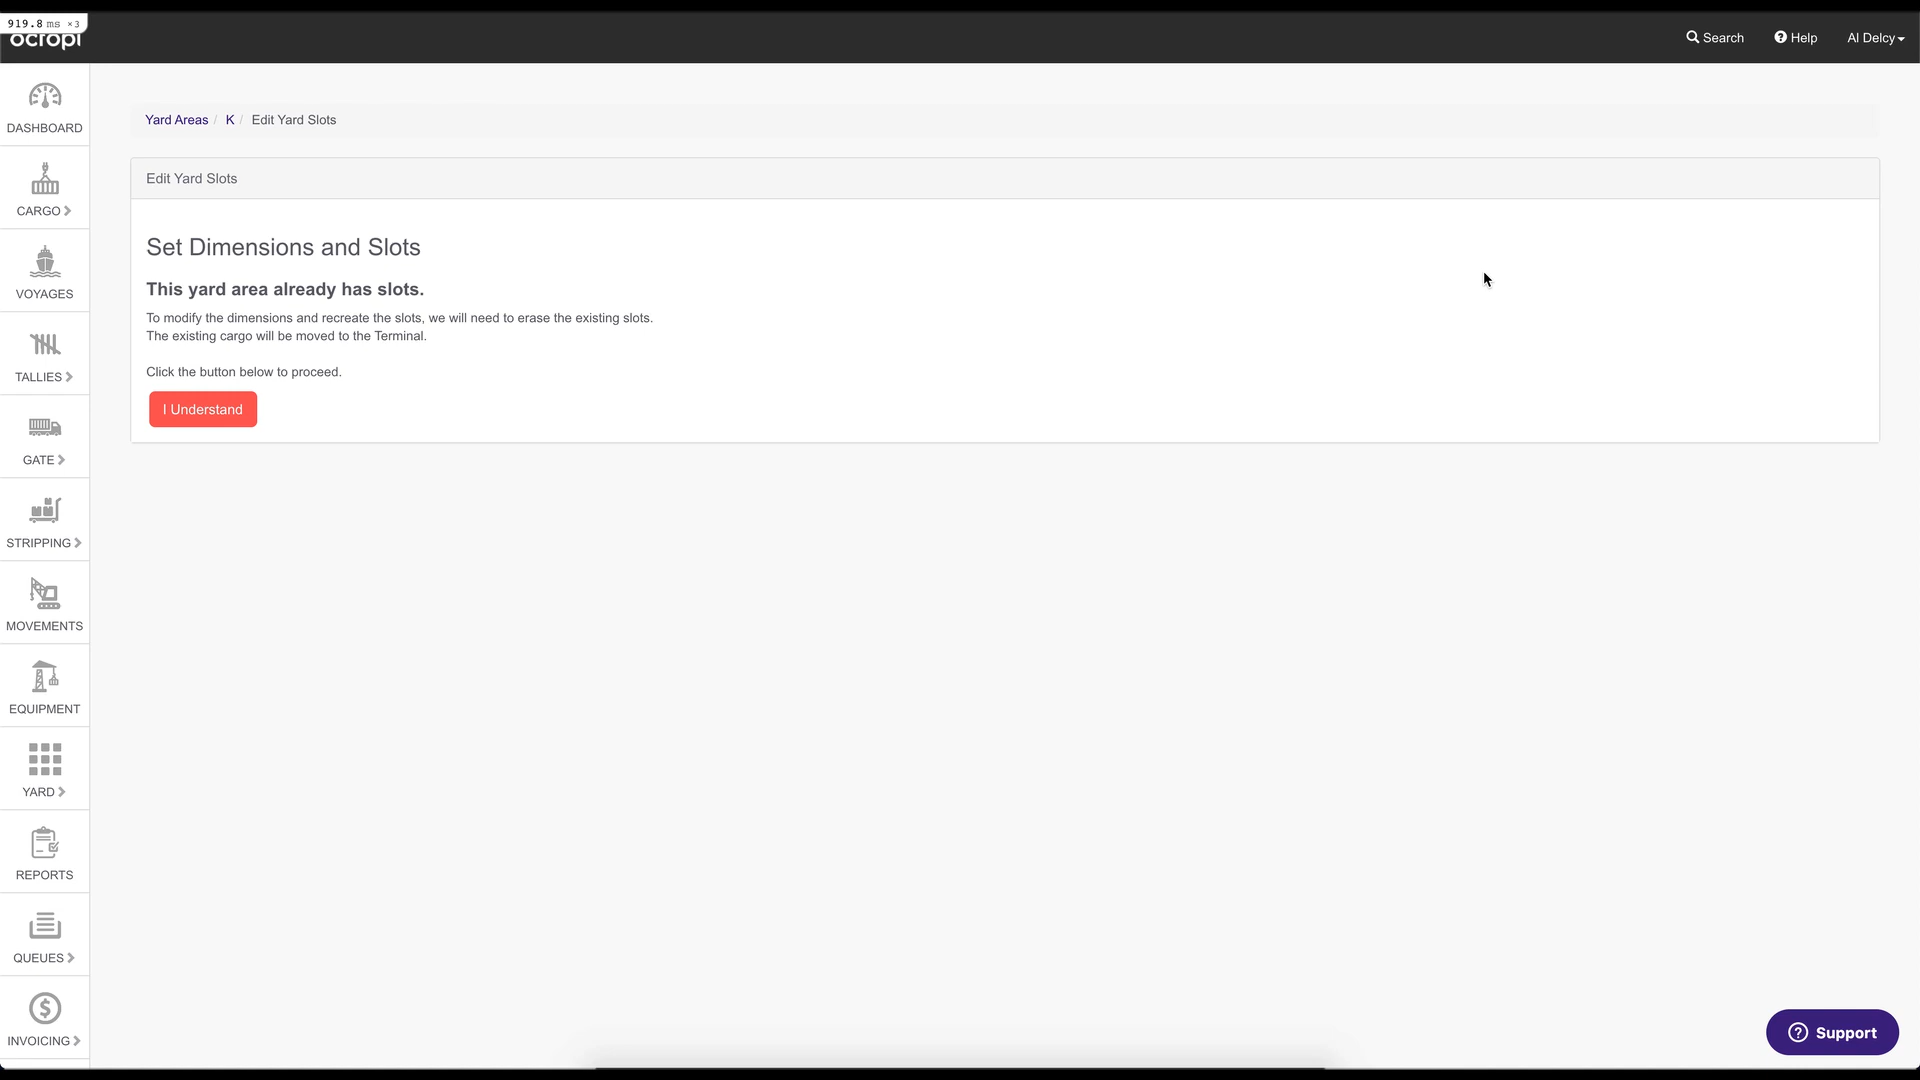 919.8 ms ×3
octopi
Search
Help
Al Delcy
DASHBOARD
CARGO
VOYAGES
TALLIES
GATE
STRIPPING
MOVEMENTS
EQUIPMENT
YARD
REPORTS
QUEUES
INVOICING
Yard Areas / K / Edit Yard Slots
Edit Yard Slots
Set Dimensions and Slots
This yard area already has slots.
To modify the dimensions and recreate the slots, we will need to erase the existing slots.
The existing cargo will be moved to the Terminal.
Click the button below to proceed.
I Understand
Support